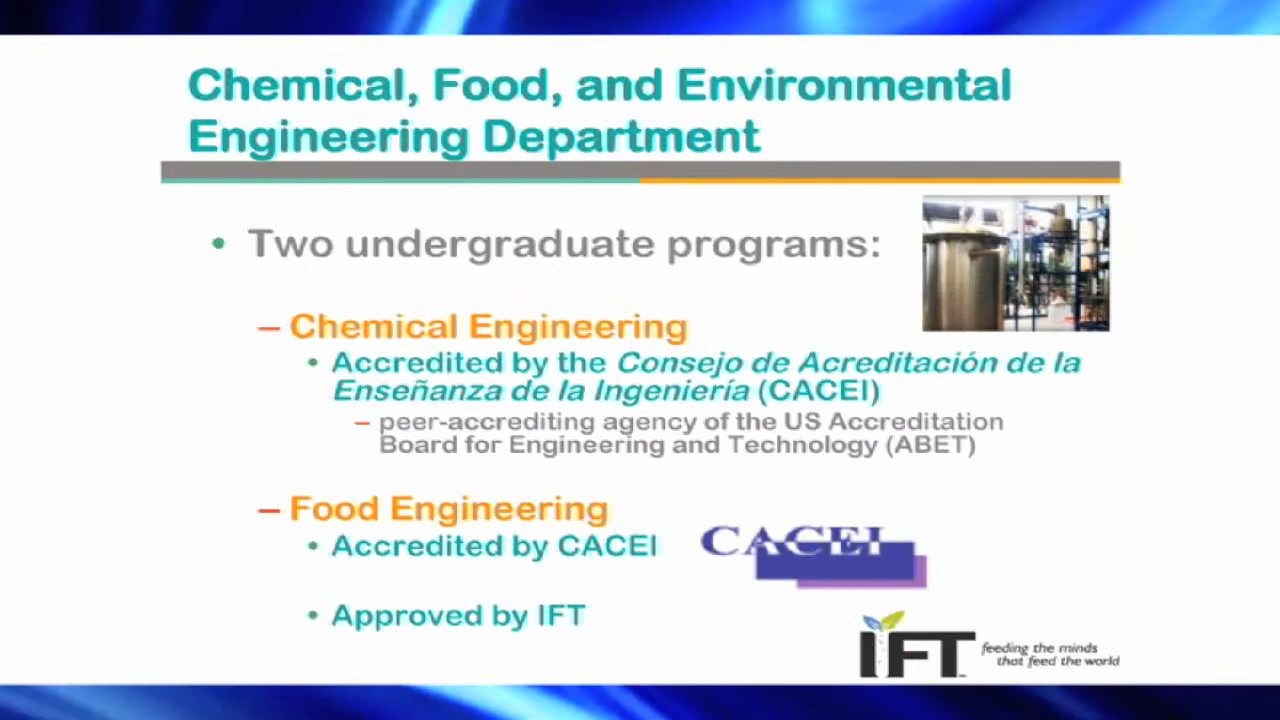 Chemical, Food, and Environmental
Engineering Department
• Two undergraduate programs:
– Chemical Engineering
• Accredited by the Consejo de Acreditación de la
Enseñanza de la Ingeniería (CACEI)
– peer-accrediting agency of the US Accreditation
Board for Engineering and Technology (ABET)
– Food Engineering
• Accredited by CACEI
CACEI
• Approved by IFT
IFT
feeding the minds
that feed the world